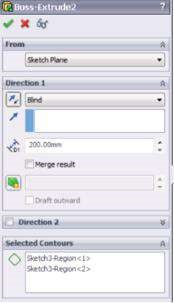 Boss-Extrude2 ?
From
Sketch Plane
Direction 1
Blind
D1 200.00mm
Merge result
Draft outward
Direction 2
Selected Contours
Sketch3-Region<1>
Sketch3-Region<2>